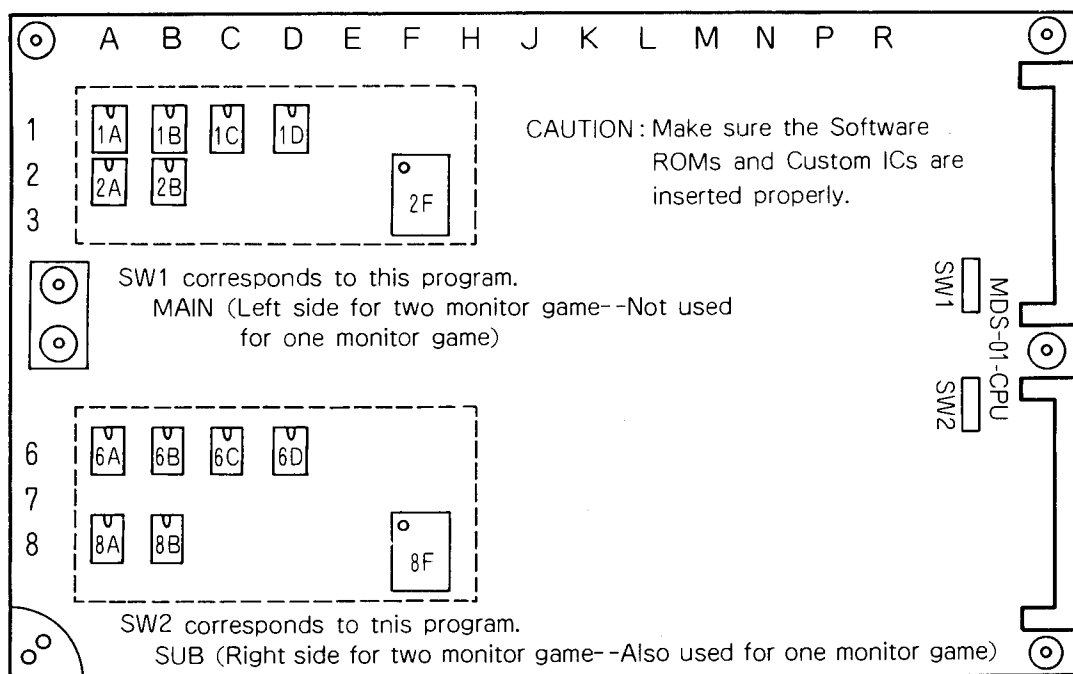 A B C D E F H J K L M N P R
1 1A 1B 1C 1D
2 2A 2B 2F
3
CAUTION: Make sure the Software
ROMs and Custom ICs are
inserted properly.
SW1 corresponds to this program.
MAIN (Left side for two monitor game--Not used
for one monitor game)
SW1
MDS-01-CPU
SW2
6 6A 6B 6C 6D
7
8 8A 8B 8F
SW2 corresponds to tnis program.
SUB (Right side for two monitor game--Also used for one monitor game)